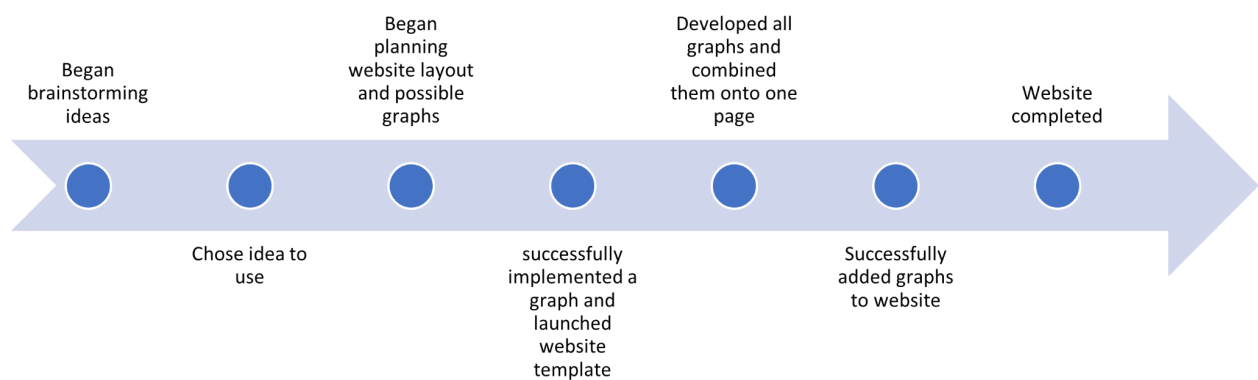 Began
brainstorming
ideas
Chose idea to
use
Began
planning
website layout
and possible
graphs
successfully
implemented a
graph and
launched
website
template
Developed all
graphs and
combined
them onto one
page
Successfully
added graphs
to website
Website
completed